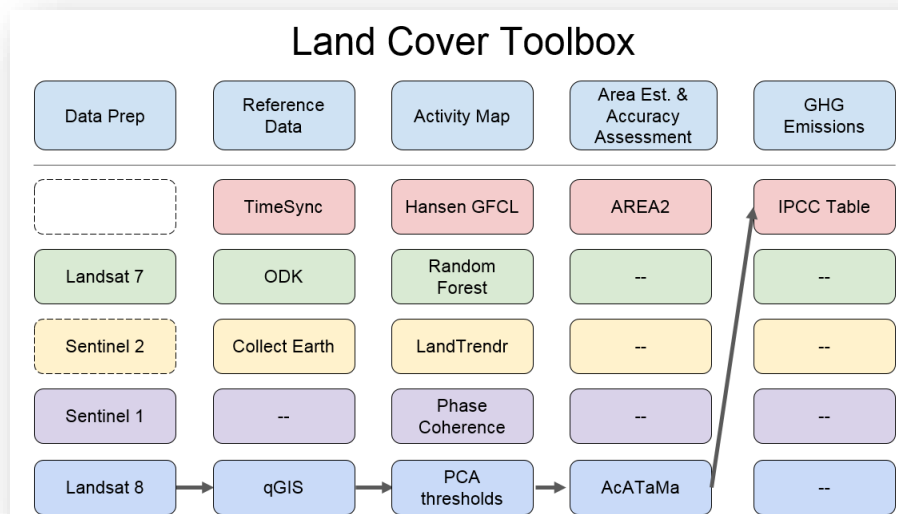 Land Cover Toolbox
Data Prep
Reference
Data
Activity Map
Area Est. &
Accuracy
Assessment
GHG
Emissions
TimeSync
Hansen GFCL
AREA2
IPCC Table
Landsat 7
ODK
Random
Forest
--
--
Sentinel 2
Collect Earth
LandTrendr
--
--
Sentinel 1
--
Phase
Coherence
--
--
Landsat 8
qGIS
PCA
thresholds
AcATaMa
--